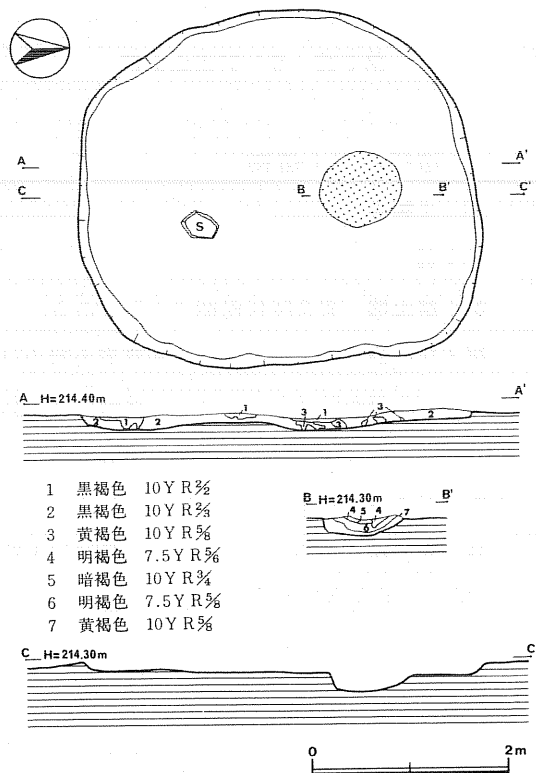 A A'
C B B' C'
S
A H=214.40m A'
1 3 1 3
2 1 2 3 2
1 黒褐色 10YR2/2
2 黒褐色 10YR2/3
3 黄褐色 10YR5/8
4 明褐色 7.5YR5/6
5 暗褐色 10YR3/4
6 明褐色 7.5YR5/8
7 黄褐色 10YR5/8
B H=214.30m B'
4 5 4 7
6
C H=214.30m C'
0 2m